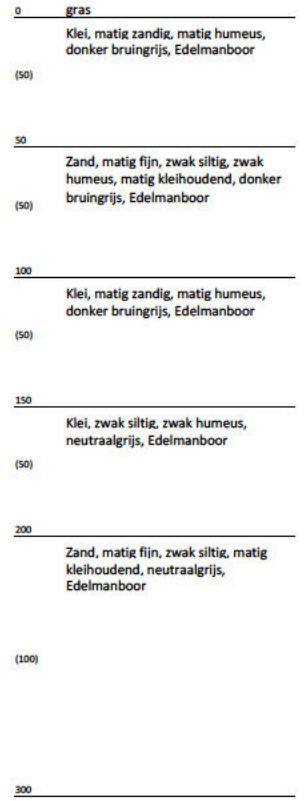 0 gras
Klei, matig zandig, matig humeus,
donker bruingrijs, Edelmanboor
(50)
50
Zand, matig fijn, zwak siltig, zwak
humeus, matig kleihoudend, donker
bruingrijs, Edelmanboor
(50)
100
Klei, matig zandig, matig humeus,
donker bruingrijs, Edelmanboor
(50)
150
Klei, zwak siltig, zwak humeus,
neutraalgrijs, Edelmanboor
(50)
200
Zand, matig fijn, zwak siltig, matig
kleihoudend, neutraalgrijs,
Edelmanboor
(100)
300